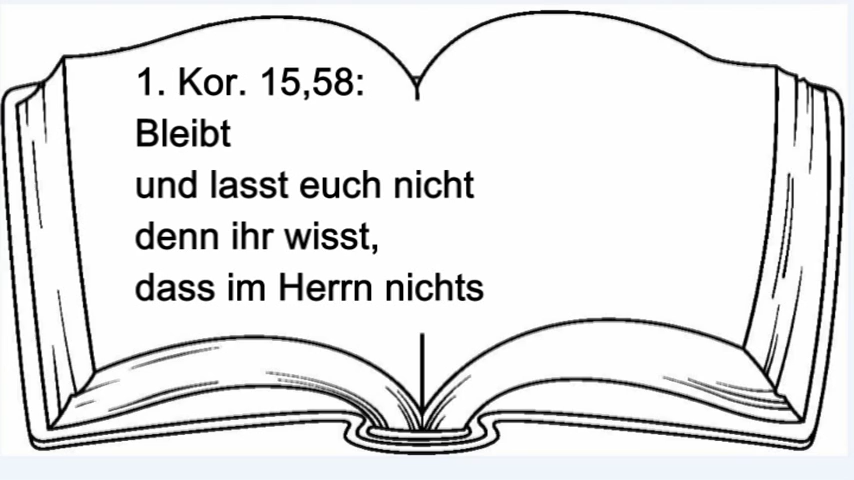 1. Kor. 15,58:
Bleibt
und lasst euch nicht
denn ihr wisst,
dass im Herrn nichts